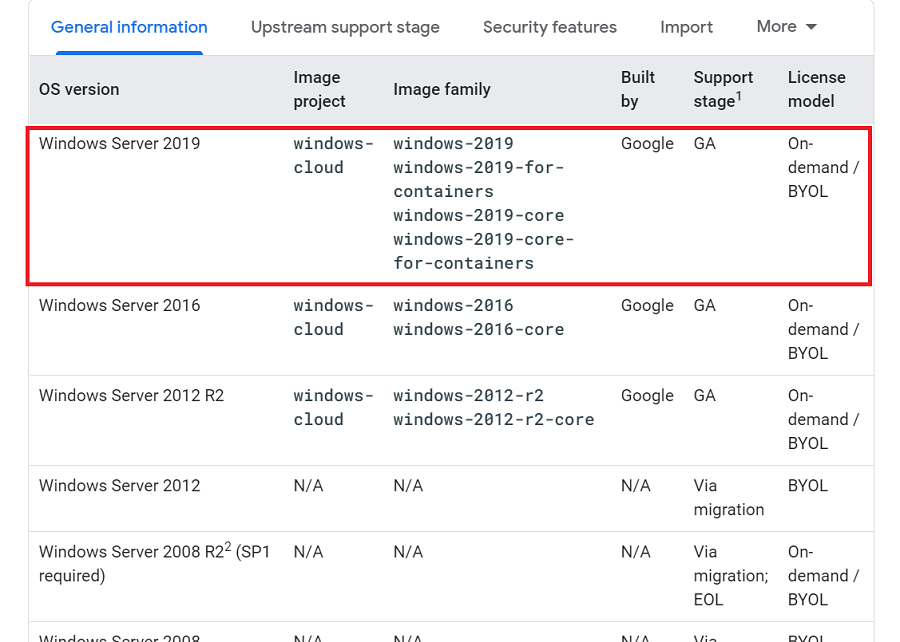 General information Upstream support stage Security features Import More
OS version Image project Image family Built by Support stage1 License model
Windows Server 2019 windows-cloud windows-2019 Google GA On-demand / BYOL
windows-2019-for-containers
windows-2019-core
windows-2019-core-for-containers
Windows Server 2016 windows-cloud windows-2016 Google GA On-demand / BYOL
windows-2016-core
Windows Server 2012 R2 windows-cloud windows-2012-r2 Google GA On-demand / BYOL
windows-2012-r2-core
Windows Server 2012 N/A N/A N/A Via migration BYOL
Windows Server 2008 R22 (SP1 required) N/A N/A N/A Via migration; EOL On-demand / BYOL
Windows Server 2008 N/A N/A N/A Via BYOL